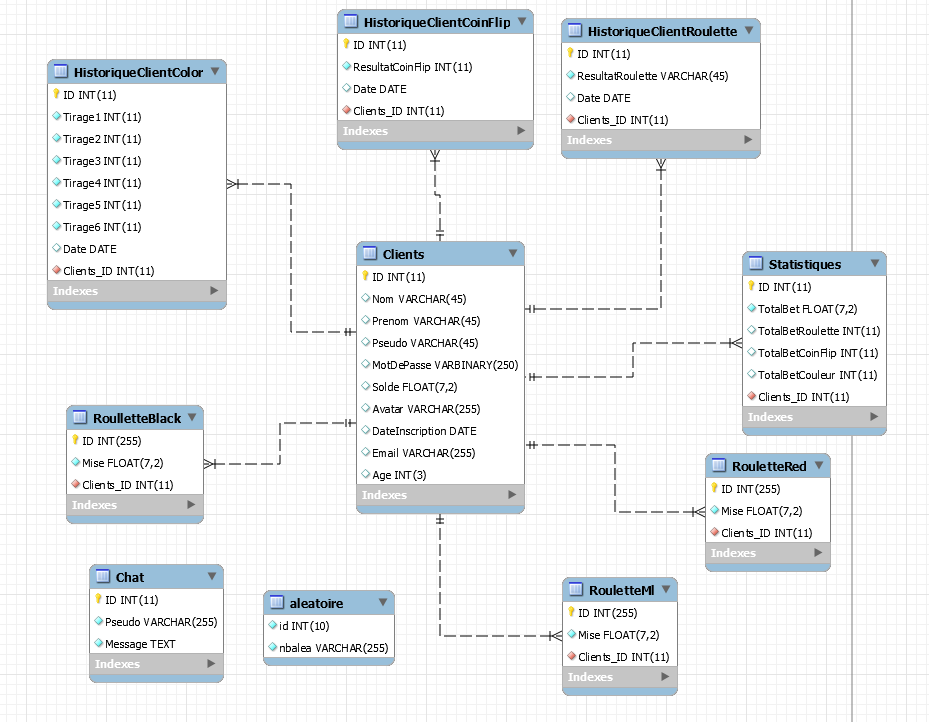 HistoriqueClientCoinFlip
ID INT(11)
ResultatCoinFlip INT(11)
Date DATE
Clients_ID INT(11)
Indexes
HistoriqueClientRoulette
ID INT(11)
ResultatRoulette VARCHAR(45)
Date DATE
Clients_ID INT(11)
Indexes
HistoriqueClientColor
ID INT(11)
Tirage1 INT(11)
Tirage2 INT(11)
Tirage3 INT(11)
Tirage4 INT(11)
Tirage5 INT(11)
Tirage6 INT(11)
Date DATE
Clients_ID INT(11)
Indexes
Clients
ID INT(11)
Nom VARCHAR(45)
Prenom VARCHAR(45)
Pseudo VARCHAR(45)
MotDePasse VARBINARY(250)
Solde FLOAT(7,2)
Avatar VARCHAR(255)
DateInscription DATE
Email VARCHAR(255)
Age INT(3)
Indexes
Statistiques
ID INT(11)
TotalBet FLOAT(7,2)
TotalBetRoulette INT(11)
TotalBetCoinFlip INT(11)
TotalBetCouleur INT(11)
Clients_ID INT(11)
Indexes
RoulletteBlack
ID INT(255)
Mise FLOAT(7,2)
Clients_ID INT(11)
Indexes
RouletteRed
ID INT(255)
Mise FLOAT(7,2)
Clients_ID INT(11)
Indexes
Chat
ID INT(11)
Pseudo VARCHAR(255)
Message TEXT
Indexes
aleatoire
id INT(10)
nbalea VARCHAR(255)
RouletteMl
ID INT(255)
Mise FLOAT(7,2)
Clients_ID INT(11)
Indexes